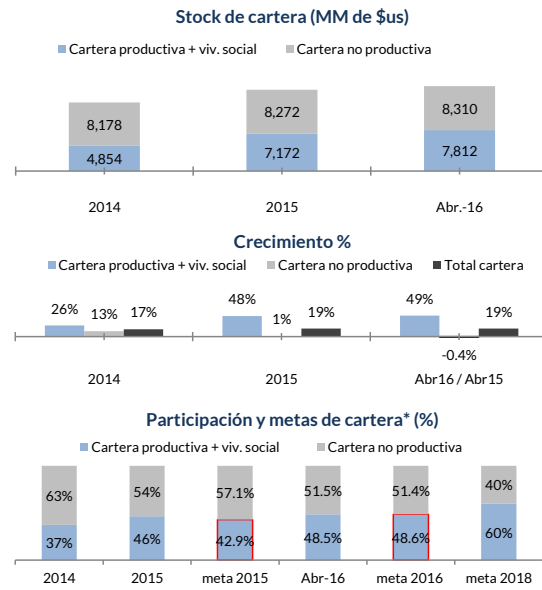 Stock de cartera (MM de $us)
Cartera productiva + viv. social Cartera no productiva
8,178 8,272 8,310
4,854 7,172 7,812
2014 2015 Abr.-16
Crecimiento %
Cartera productiva + viv. social Cartera no productiva Total cartera
26% 13% 17% 48% 1% 19% 49% -0.4% 19%
2014 2015 Abr16 / Abr15
Participación y metas de cartera* (%)
Cartera productiva + viv. social Cartera no productiva
63% 54% 57.1% 51.5% 51.4% 40%
37% 46% 42.9% 48.5% 48.6% 60%
2014 2015 meta 2015 Abr-16 meta 2016 meta 2018